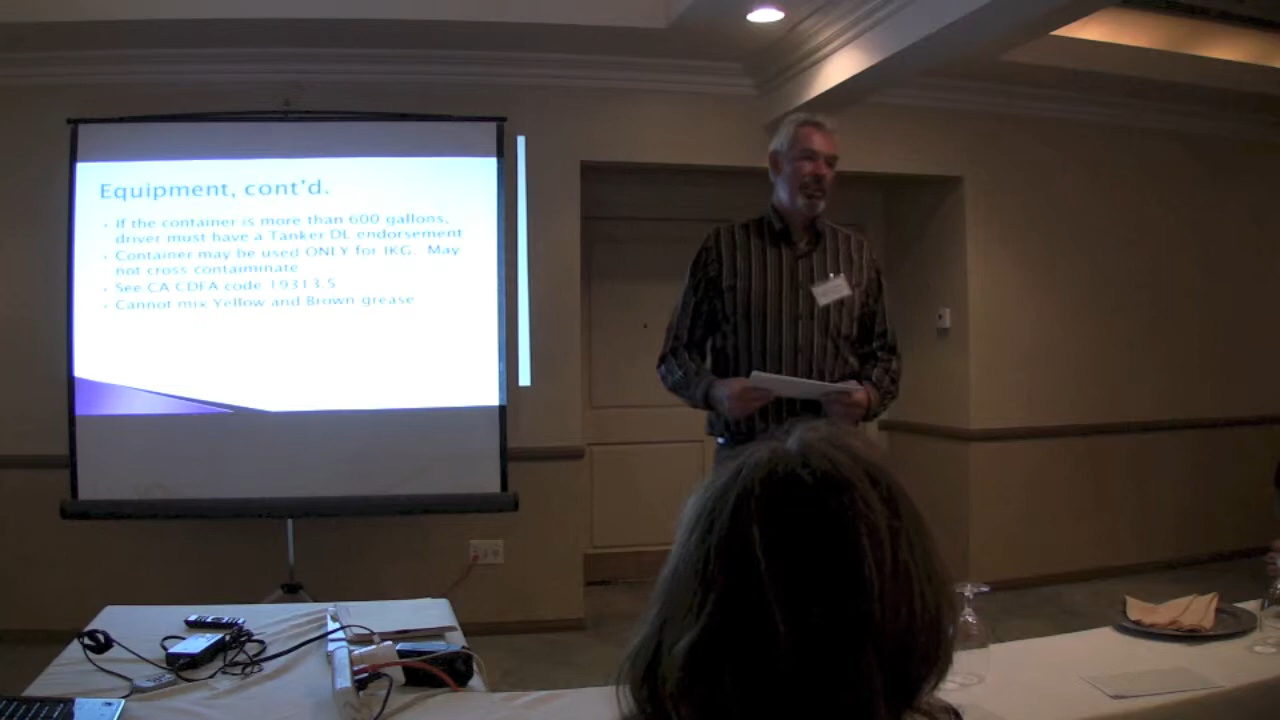 Equipment, cont'd.
• If the container is more than 600 gallons,
driver must have a Tanker DL endorsement
• Container may be used ONLY for IKG. May
not cross contaiminate
• See CA CDFA code 19313.5
• Cannot mix Yellow and Brown grease